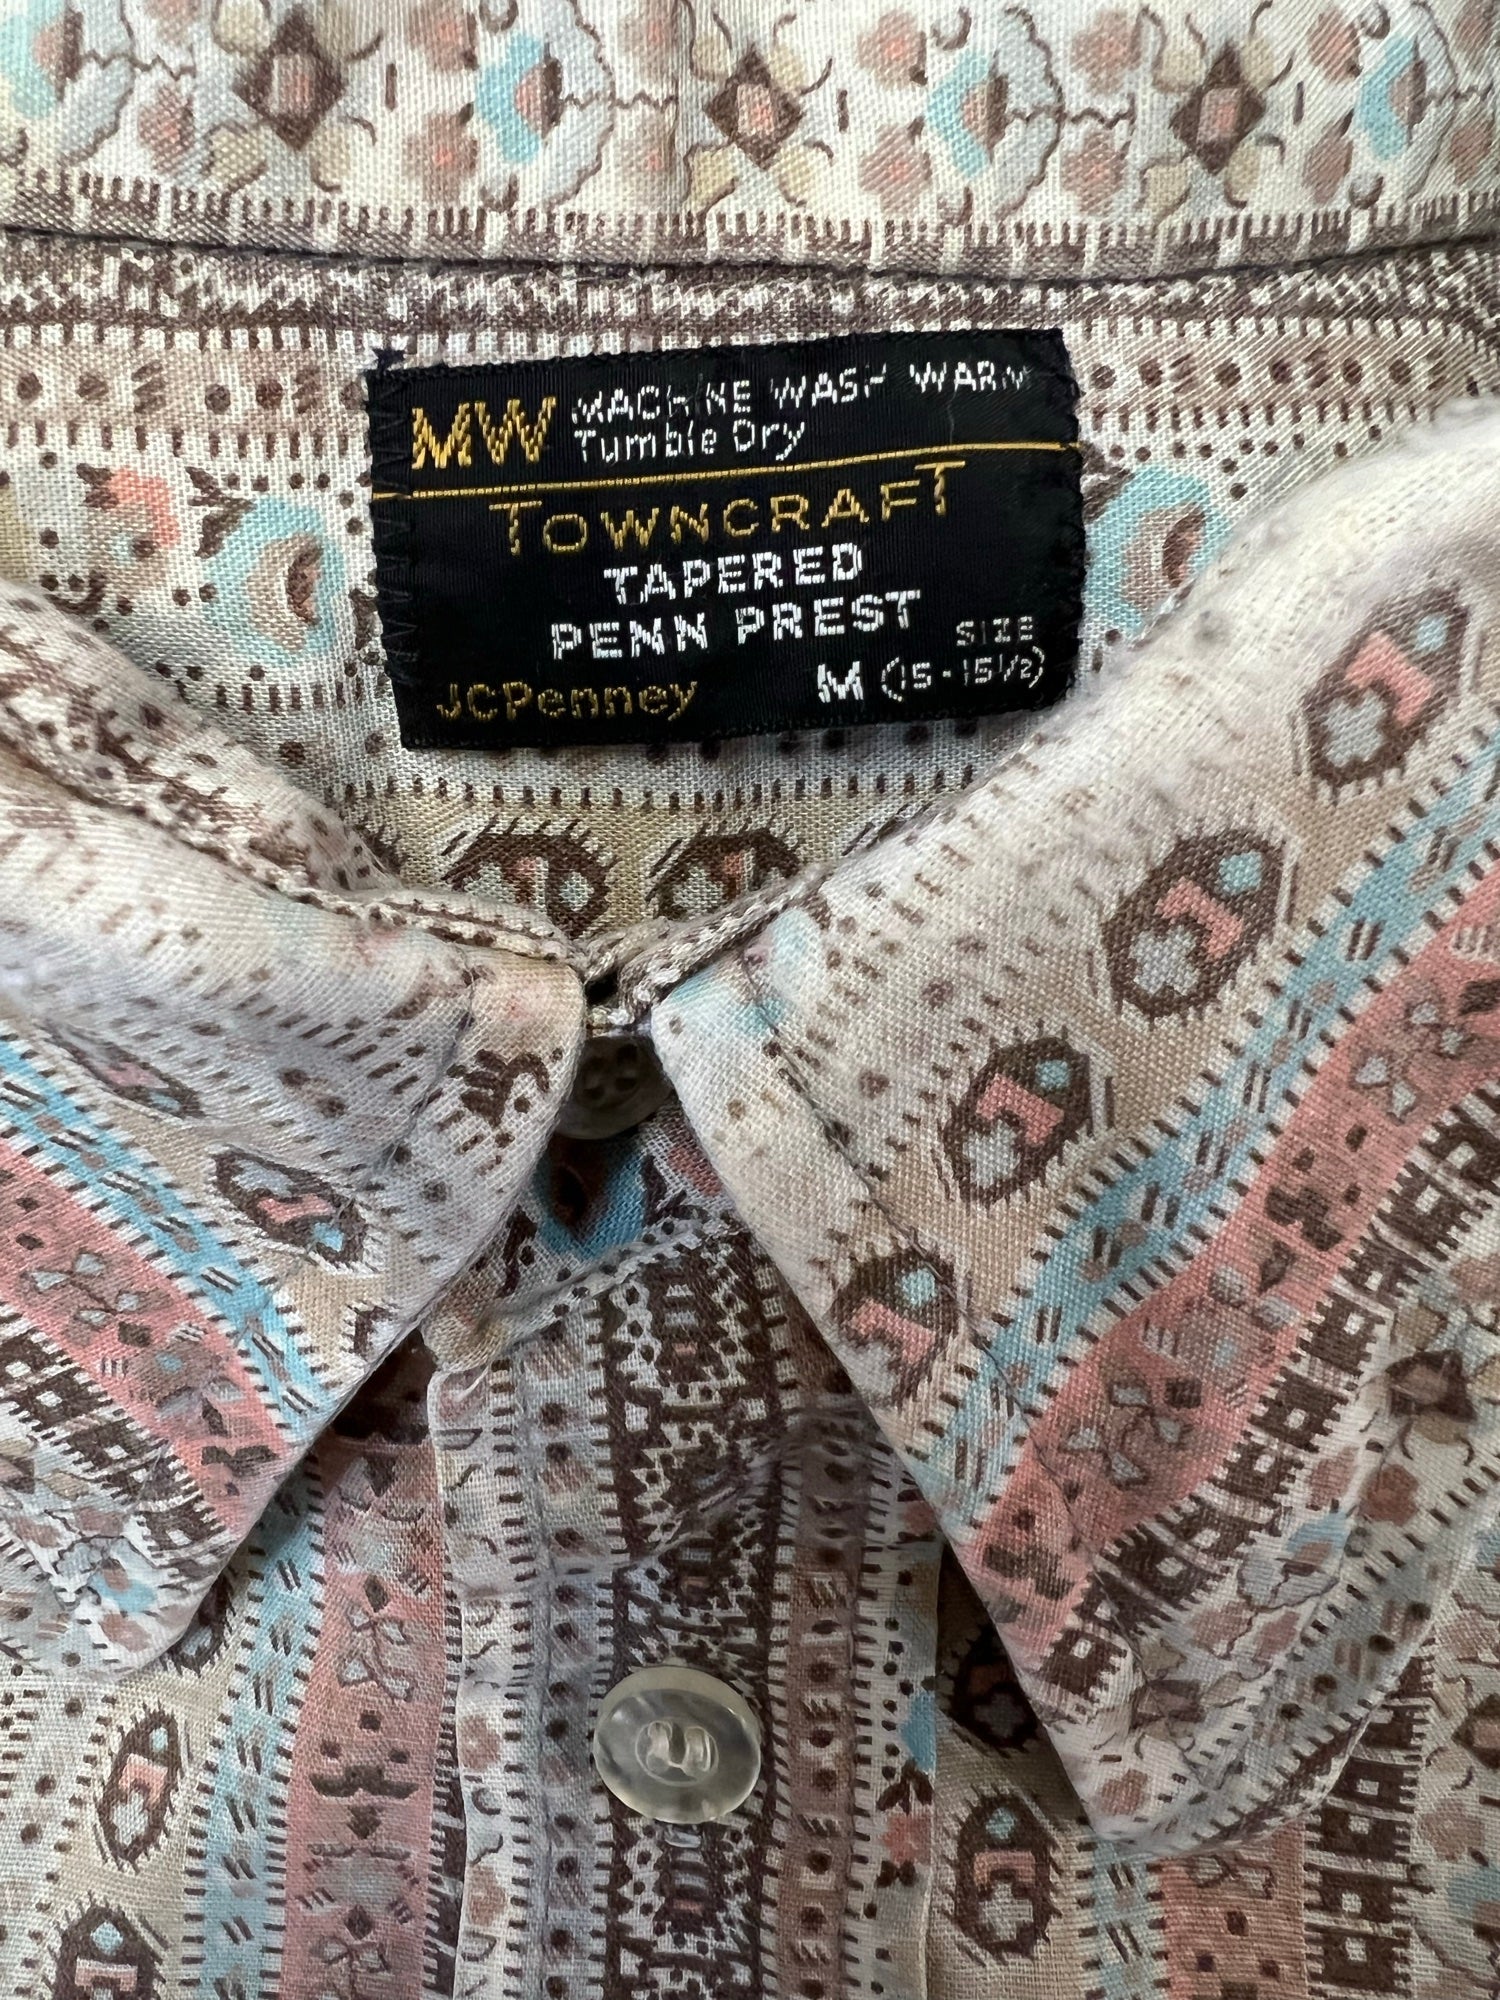 MW MACHINE WASH WARM
Tumble Dry
TOWNCRAFT
TAPERED
PENN PREST
SIZE
JCPenney M (15-15½)